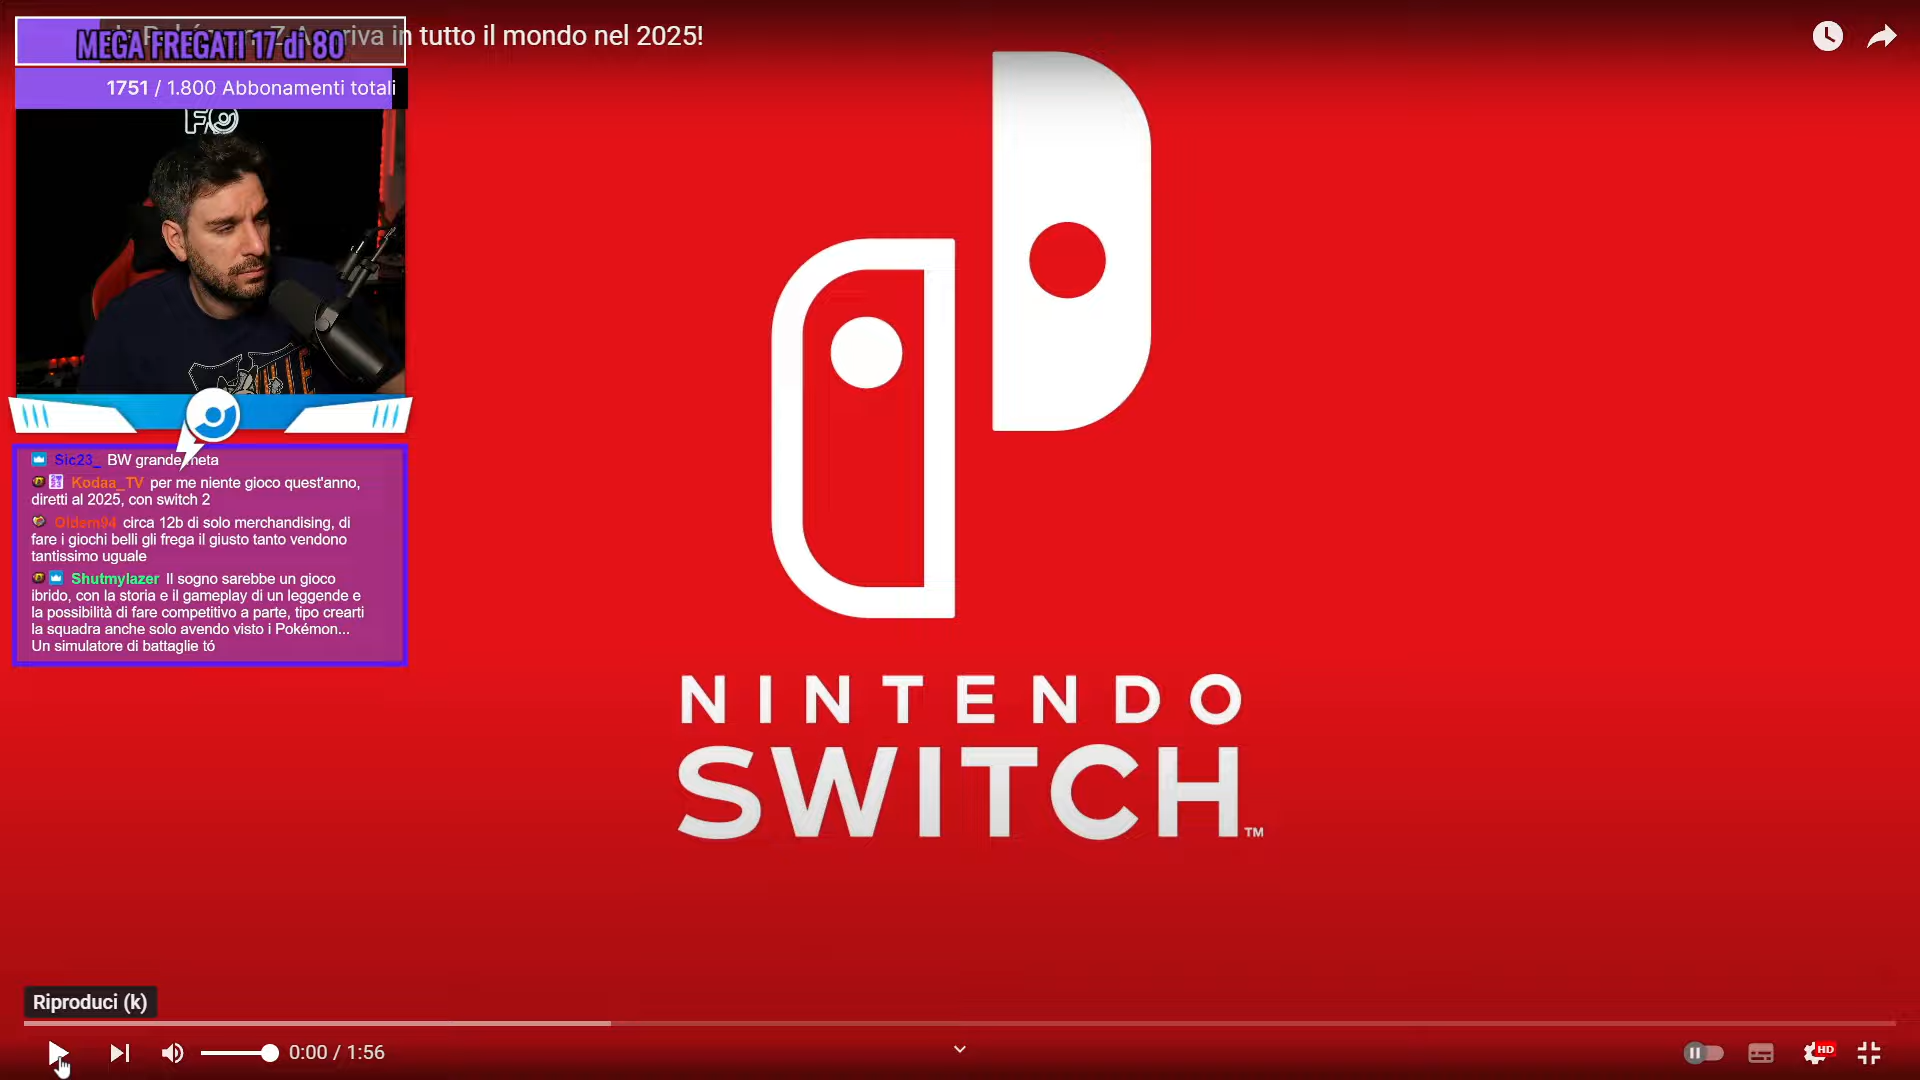 MEGA FREGATI 17 di 80
riva in tutto il mondo nel 2025!
1751 / 1.800 Abbonamenti totali
Sic23_ BW grande meta
Kodaa_TV per me niente gioco quest'anno,
diretti al 2025, con switch 2
Oldem94 circa 12b di solo merchandising, di
fare i giochi belli gli frega il giusto tanto vendono
tantissimo uguale
Shutmylazer Il sogno sarebbe un gioco
ibrido, con la storia e il gameplay di un leggende e
la possibilità di fare competitivo a parte, tipo crearti
la squadra anche solo avendo visto i Pokémon...
Un simulatore di battaglie tó
NINTENDO
SWITCH
TM
Riproduci (k)
0:00 / 1:56
HD